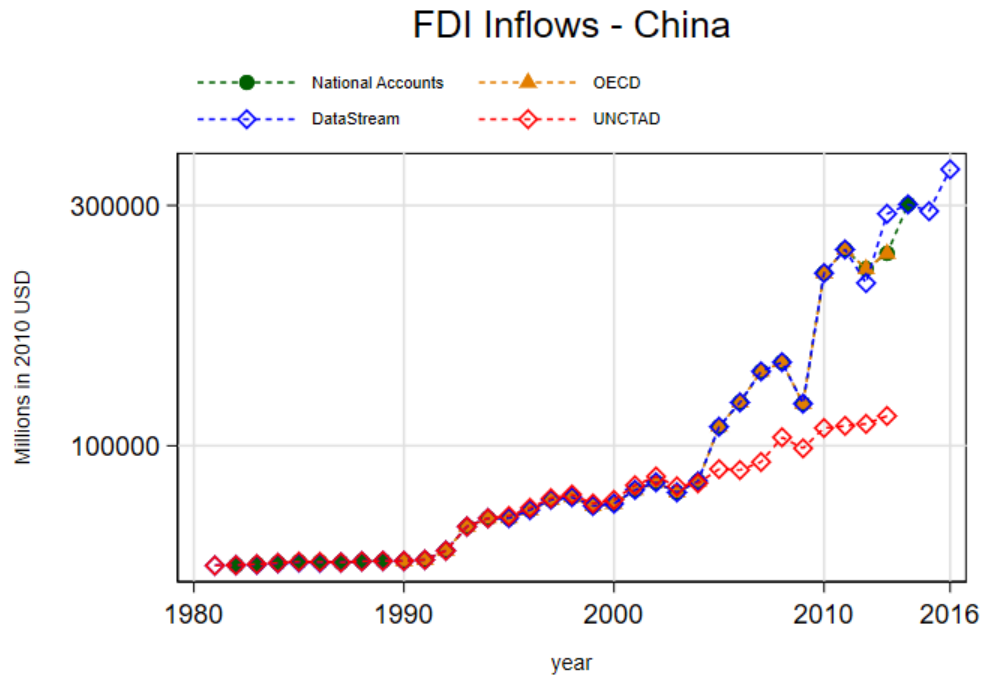 FDI Inflows - China
National Accounts
OECD
DataStream
UNCTAD
300000
100000
Millions in 2010 USD
1980
1990
2000
2010
2016
year